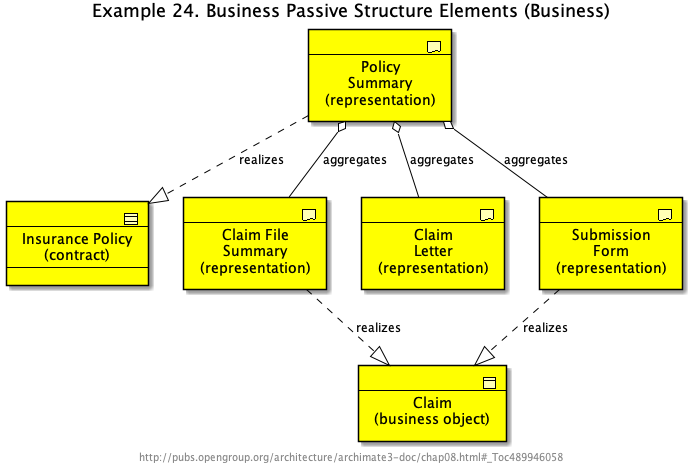 Example 24. Business Passive Structure Elements (Business)
Policy
Summary
(representation)
realizes
aggregates
aggregates
aggregates
Insurance Policy
(contract)
Claim File
Summary
(representation)
Claim
Letter
(representation)
Submission
Form
(representation)
realizes
realizes
Claim
(business object)
http://pubs.opengroup.org/architecture/archimate3-doc/chap08.html#_Toc489946058